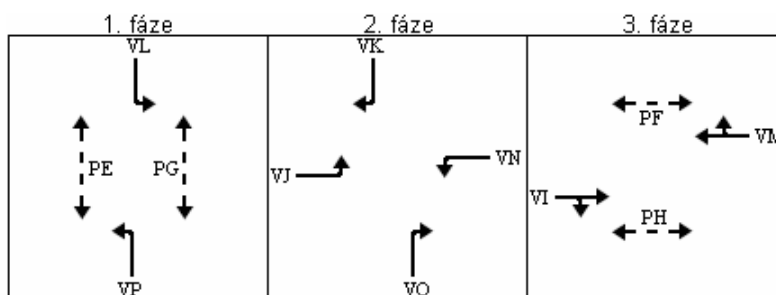 1. fáze
2. fáze
3. fáze
VL
VK
PF
VM
PE
PG
VJ
VN
VI
PH
VP
VO